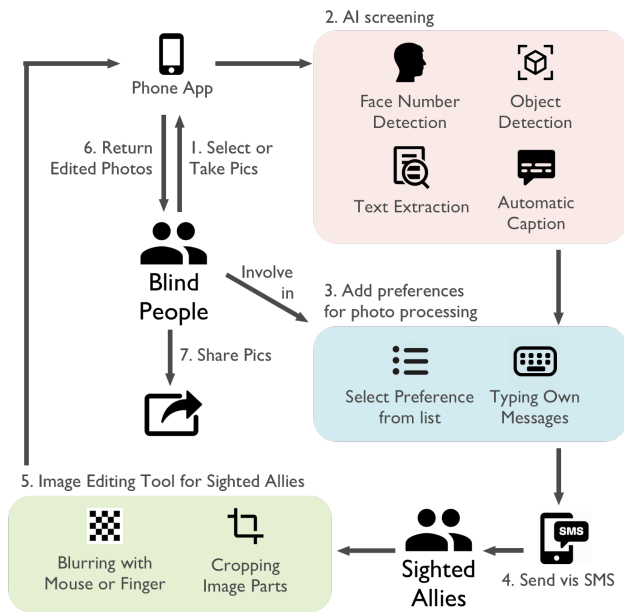 2. AI screening
Phone App
Face Number
Detection
Object
Detection
6. Return
Edited Photos
1. Select or
Take Pics
Text Extraction
Automatic
Caption
Blind
People
Involve
in
3. Add preferences
for photo processing
7. Share Pics
Select Preference
from list
Typing Own
Messages
5. Image Editing Tool for Sighted Allies
Blurring with
Mouse or Finger
Cropping
Image Parts
Sighted
Allies
SMS
4. Send vis SMS